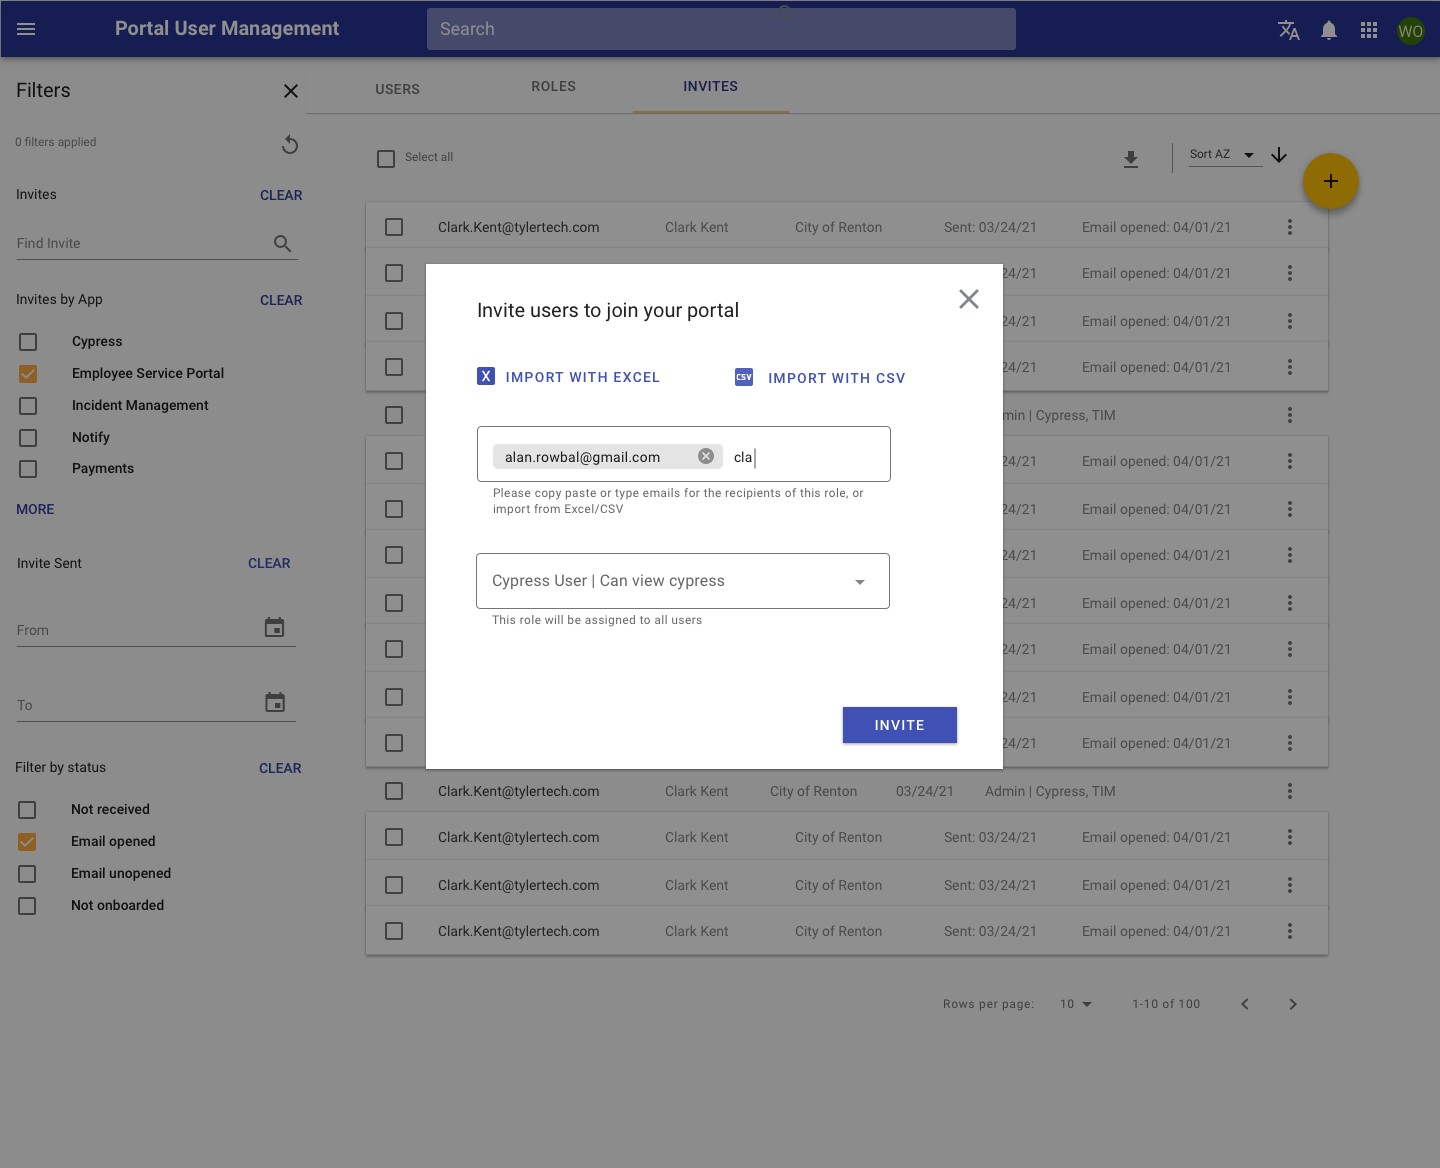 Portal User Management
Search
WO
Filters
USERS
ROLES
INVITES
0 filters applied
Select all
Sort AZ
Invites
CLEAR
Find Invite
Invites by App
CLEAR
Cypress
Employee Service Portal
Incident Management
Notify
Payments
MORE
Invite Sent
CLEAR
From
To
Filter by status
CLEAR
Not received
Email opened
Email unopened
Not onboarded
Clark.Kent@tylertech.com Clark Kent City of Renton Sent: 03/24/21 Email opened: 04/01/21
24/21 Email opened: 04/01/21
24/21 Email opened: 04/01/21
24/21 Email opened: 04/01/21
min | Cypress, TIM
24/21 Email opened: 04/01/21
24/21 Email opened: 04/01/21
24/21 Email opened: 04/01/21
24/21 Email opened: 04/01/21
24/21 Email opened: 04/01/21
24/21 Email opened: 04/01/21
24/21 Email opened: 04/01/21
Invite users to join your portal
X IMPORT WITH EXCEL
CSV IMPORT WITH CSV
alan.rowbal@gmail.com cla
Please copy paste or type emails for the recipients of this role, or
import from Excel/CSV
Cypress User | Can view cypress
This role will be assigned to all users
INVITE
Clark.Kent@tylertech.com Clark Kent City of Renton 03/24/21 Admin | Cypress, TIM
Clark.Kent@tylertech.com Clark Kent City of Renton Sent: 03/24/21 Email opened: 04/01/21
Clark.Kent@tylertech.com Clark Kent City of Renton Sent: 03/24/21 Email opened: 04/01/21
Clark.Kent@tylertech.com Clark Kent City of Renton Sent: 03/24/21 Email opened: 04/01/21
Rows per page: 10 1-10 of 100